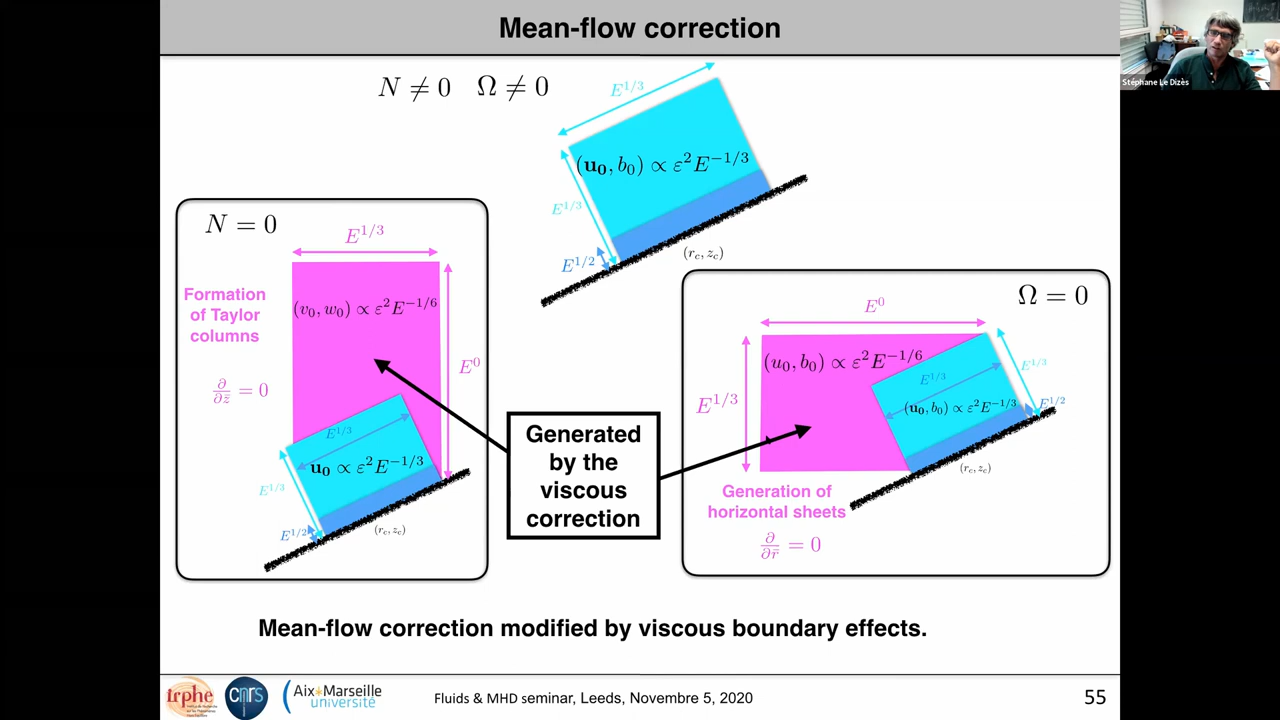 Mean-flow correction
Stéphane Le Dizès
N ≠ 0 Ω ≠ 0
E^{1/3}
(u₀, b₀) ∝ ε²E^{−1/3}
E^{1/3}
E^{1/2}
(r_c, z_c)
N = 0
E^{1/3}
Formation
of Taylor
columns
(v₀, w₀) ∝ ε²E^{−1/6}
∂/∂z̃ = 0
E⁰
E^{1/3}
u₀ ∝ ε²E^{−1/3}
E^{1/3}
E^{1/2}
(r_c, z_c)
Generated
by the
viscous
correction
Ω = 0
E⁰
(u₀, b₀) ∝ ε²E^{−1/6}
E^{1/3}
E^{1/3}
E^{1/3}
(u₀, b₀) ∝ ε²E^{−1/3}
E^{1/2}
(r_c, z_c)
Generation of
horizontal sheets
∂/∂r̃ = 0
Mean-flow correction modified by viscous boundary effects.
irphe
cnrs
Aix*Marseille
université
Fluids & MHD seminar, Leeds, Novembre 5, 2020
55